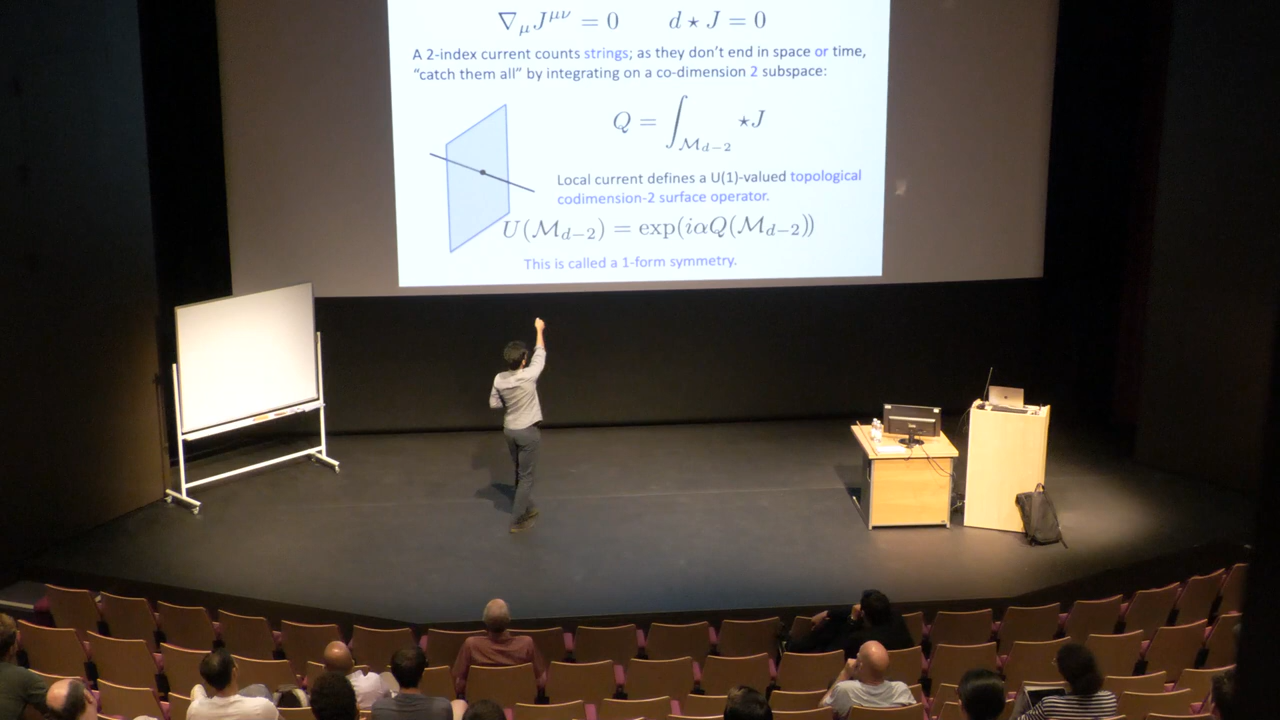 ∇_μ J^{μν} = 0 d ⋆ J = 0
A 2-index current counts strings; as they don't end in space or time,
“catch them all” by integrating on a co-dimension 2 subspace:
Q = ∫_{M_{d−2}} ⋆J
Local current defines a U(1)-valued topological
codimension-2 surface operator.
U(M_{d−2}) = exp(iαQ(M_{d−2}))
This is called a 1-form symmetry.